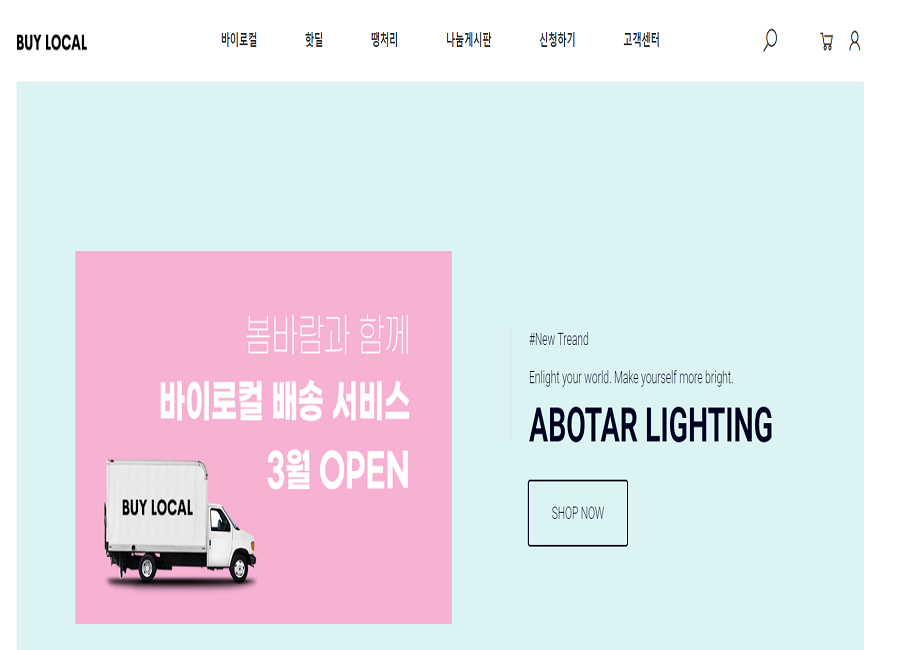 BUY LOCAL
바이로컬 핫딜 땡처리 나눔게시판 신청하기 고객센터
봄바람과 함께
바이로컬 배송 서비스
3월 OPEN
BUY LOCAL
#New Treand
Enlight your world. Make yourself more bright.
ABOTAR LIGHTING
SHOP NOW